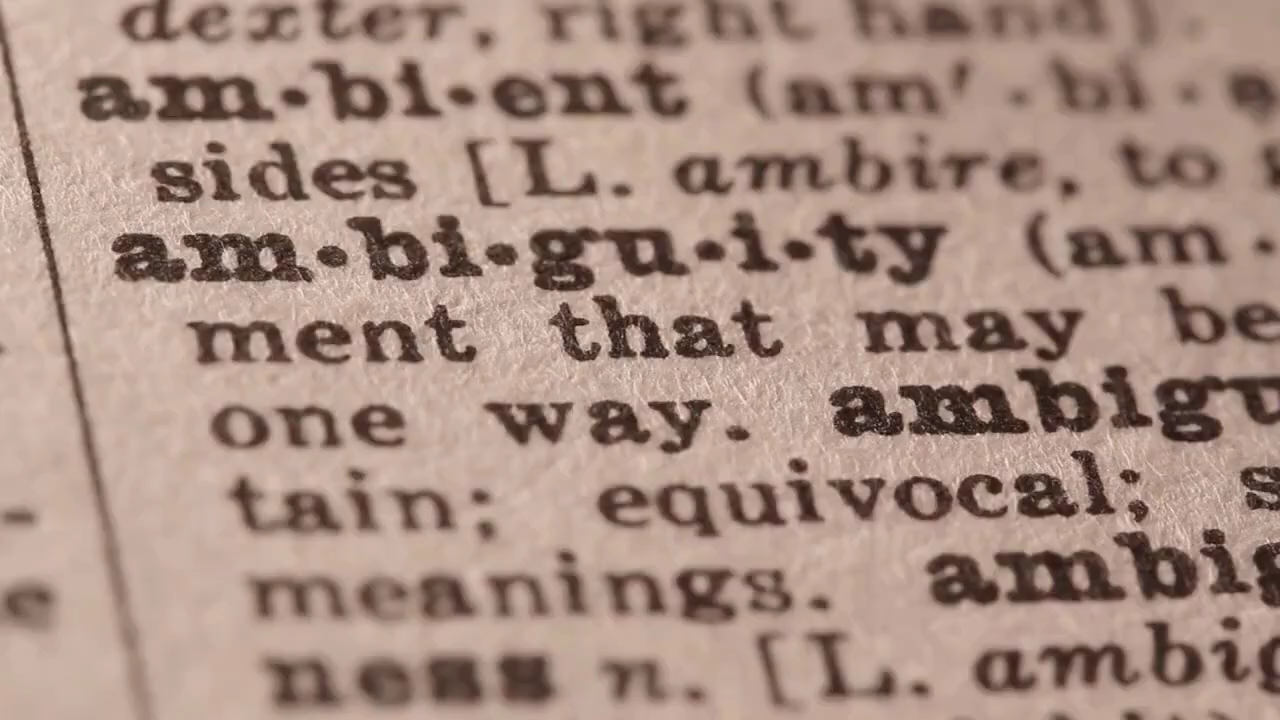 dexter, right hand].
am·bi·ent (am′·bi·e
sides [L. ambire, to
am·bi·gu·i·ty (am·
ment that may be
one way. ambigu
tain; equivocal; s
meanings. ambig
ness n. [L. ambig